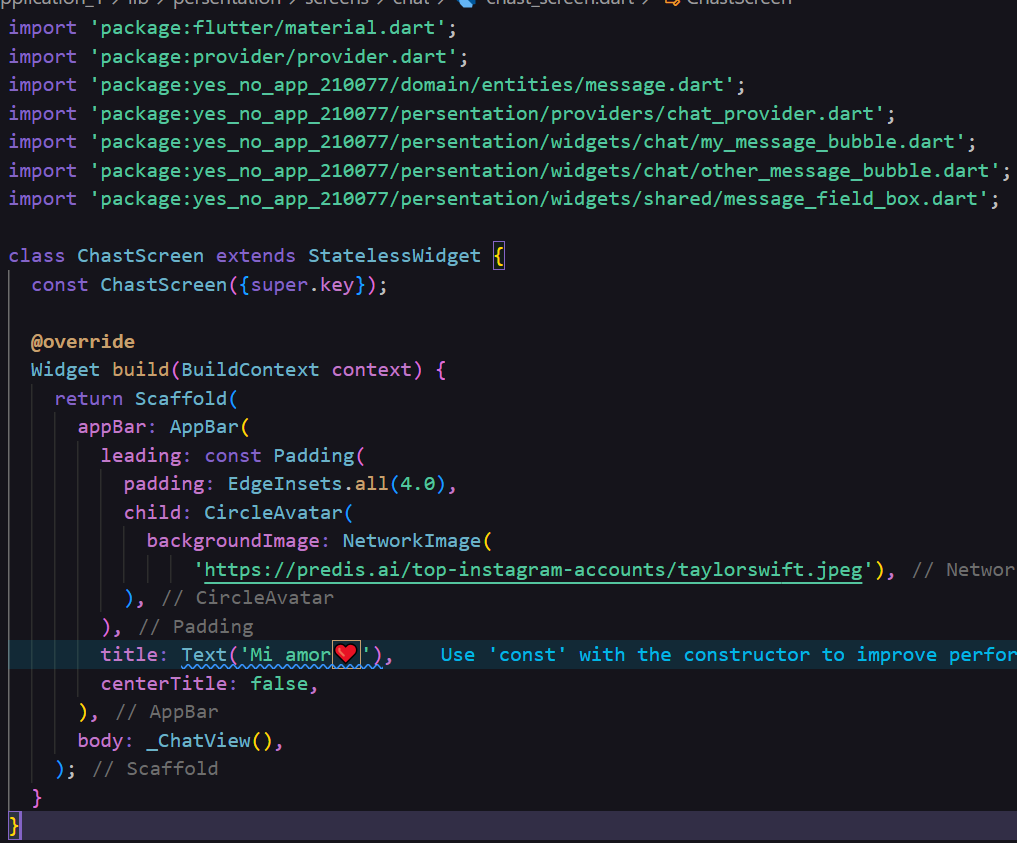 pplication_1 > lib > persentation > screens > chat > chast_screen.dart > ChastScreen
import 'package:flutter/material.dart';
import 'package:provider/provider.dart';
import 'package:yes_no_app_210077/domain/entities/message.dart';
import 'package:yes_no_app_210077/persentation/providers/chat_provider.dart';
import 'package:yes_no_app_210077/persentation/widgets/chat/my_message_bubble.dart';
import 'package:yes_no_app_210077/persentation/widgets/chat/other_message_bubble.dart';
import 'package:yes_no_app_210077/persentation/widgets/shared/message_field_box.dart';

class ChastScreen extends StatelessWidget {
  const ChastScreen({super.key});

  @override
  Widget build(BuildContext context) {
    return Scaffold(
      appBar: AppBar(
        leading: const Padding(
          padding: EdgeInsets.all(4.0),
          child: CircleAvatar(
            backgroundImage: NetworkImage(
                'https://predis.ai/top-instagram-accounts/taylorswift.jpeg'), // Networ
          ), // CircleAvatar
        ), // Padding
        title: Text('Mi amor❤️'),    Use 'const' with the constructor to improve perfor
        centerTitle: false,
      ), // AppBar
      body: _ChatView(),
    ); // Scaffold
  }
}